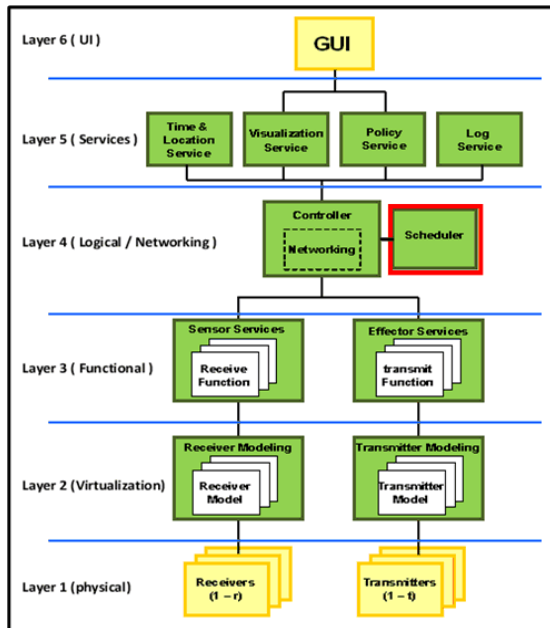 Layer 6 ( UI )
GUI
Layer 5 ( Services )
Time &
Location
Service
Visualization
Service
Policy
Service
Log
Service
Layer 4 ( Logical / Networking )
Controller
Networking
Scheduler
Layer 3 ( Functional )
Sensor Services
Receive
Function
Effector Services
transmit
Function
Layer 2 (Virtualization)
Receiver Modeling
Receiver
Model
Transmitter Modeling
Transmitter
Model
Layer 1 (physical)
Receivers
(1 – r)
Transmitters
(1 – t)